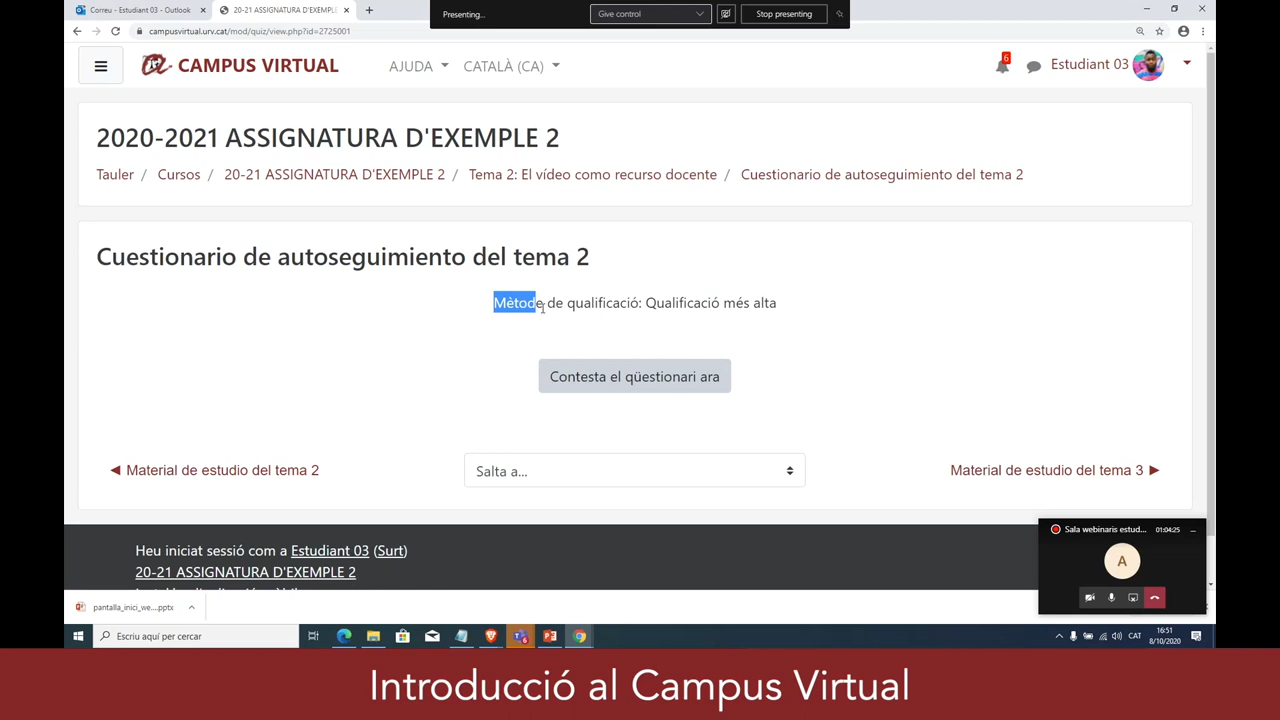 Correu - Estudiant 03 - Outlook
20-21 ASSIGNATURA D'EXEMPLE
Presenting...
Give control
Stop presenting
campusvirtual.urv.cat/mod/quiz/view.php?id=2725001
CAMPUS VIRTUAL
AJUDA
CATALÀ (CA)
6
Estudiant 03
2020-2021 ASSIGNATURA D'EXEMPLE 2
Tauler / Cursos / 20-21 ASSIGNATURA D'EXEMPLE 2 / Tema 2: El vídeo como recurso docente / Cuestionario de autoseguimiento del tema 2
Cuestionario de autoseguimiento del tema 2
Mètode de qualificació: Qualificació més alta
Contesta el qüestionari ara
◄ Material de estudio del tema 2
Salta a...
Material de estudio del tema 3 ►
Heu iniciat sessió com a Estudiant 03 (Surt)
20-21 ASSIGNATURA D'EXEMPLE 2
Sala webinaris estud...
01:04:25
A
pantalla_inici_we....pptx
Escriu aquí per cercar
CAT
16:51
8/10/2020
Introducció al Campus Virtual